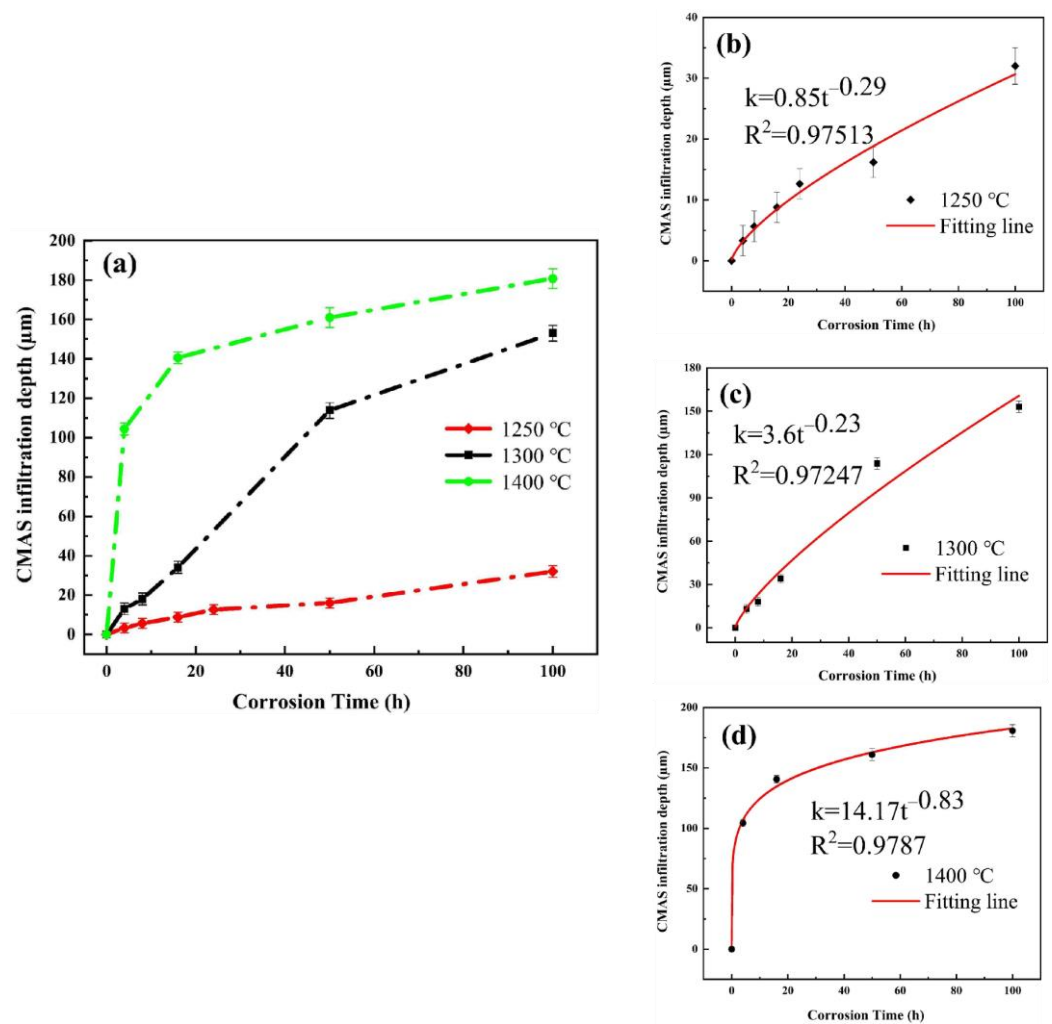 (a)
CMAS infiltration depth (μm)
200
180
160
140
120
100
80
60
40
20
0
1250 °C
1300 °C
1400 °C
0 20 40 60 80 100
Corrosion Time (h)
(b)
CMAS infiltration depth (μm)
40
30
20
10
0
k=0.85t^−0.29
R²=0.97513
1250 °C
Fitting line
0 20 40 60 80 100
Corrosion Time (h)
(c)
CMAS infiltration depth (μm)
180
150
120
90
60
30
0
k=3.6t^−0.23
R²=0.97247
1300 °C
Fitting line
0 20 40 60 80 100
Corrosion Time (h)
(d)
CMAS infiltration depth (μm)
200
150
100
50
0
k=14.17t^−0.83
R²=0.9787
1400 °C
Fitting line
0 20 40 60 80 100
Corrosion Time (h)